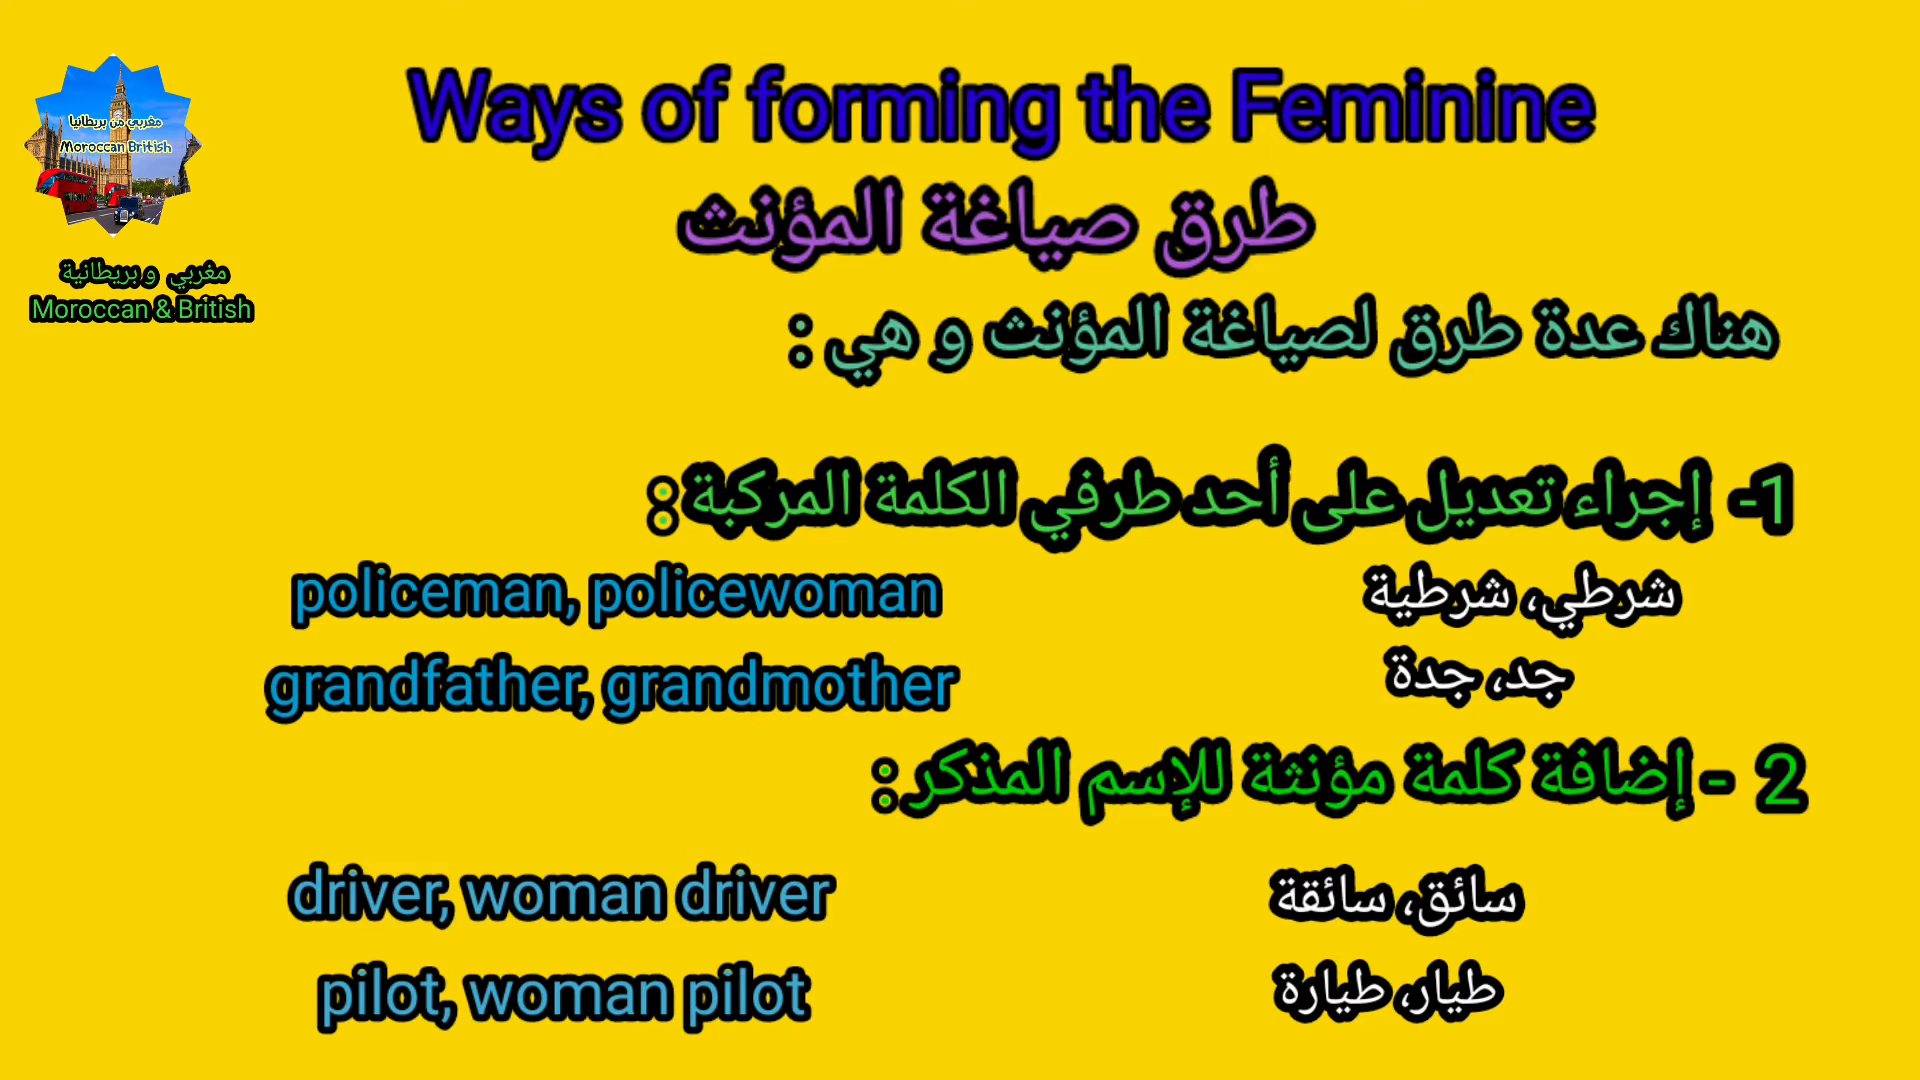 Ways of forming the Feminine
مغربي من بريطانيا
Moroccan British
طرق صياغة المؤنث
مغربي و بريطانية
Moroccan & British
هناك عدة طرق لصياغة المؤنث و هي :
1- إجراء تعديل على أحد طرفي الكلمة المركبة :
policeman, policewoman شرطي، شرطية
grandfather, grandmother جد، جدة
2 - إضافة كلمة مؤنثة للإسم المذكر :
driver, woman driver سائق، سائقة
pilot, woman pilot طيار، طيارة